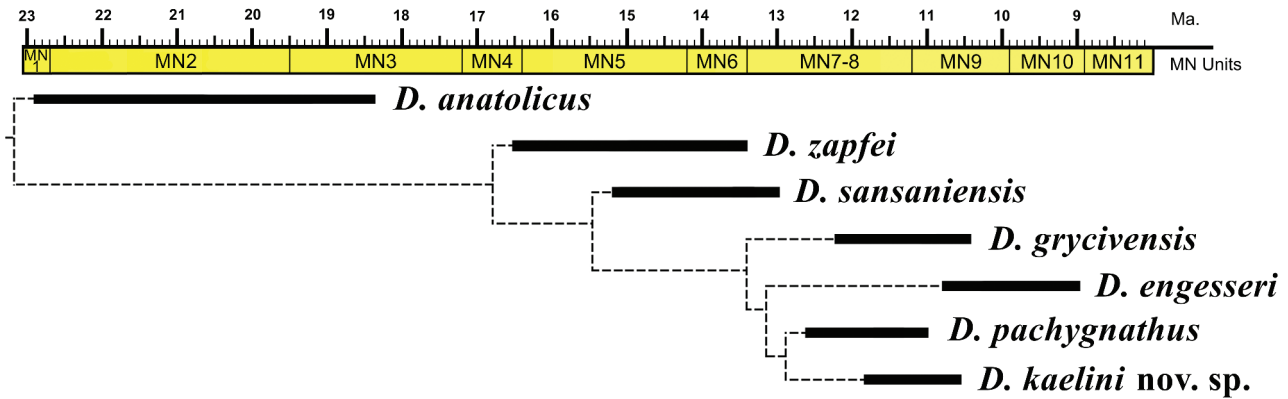 23 22 21 20 19 18 17 16 15 14 13 12 11 10 9 Ma.
MN 1 MN2 MN3 MN4 MN5 MN6 MN7-8 MN9 MN10 MN11 MN Units
D. anatolicus
D. zapfei
D. sansaniensis
D. grycivensis
D. engesseri
D. pachygnathus
D. kaelini nov. sp.